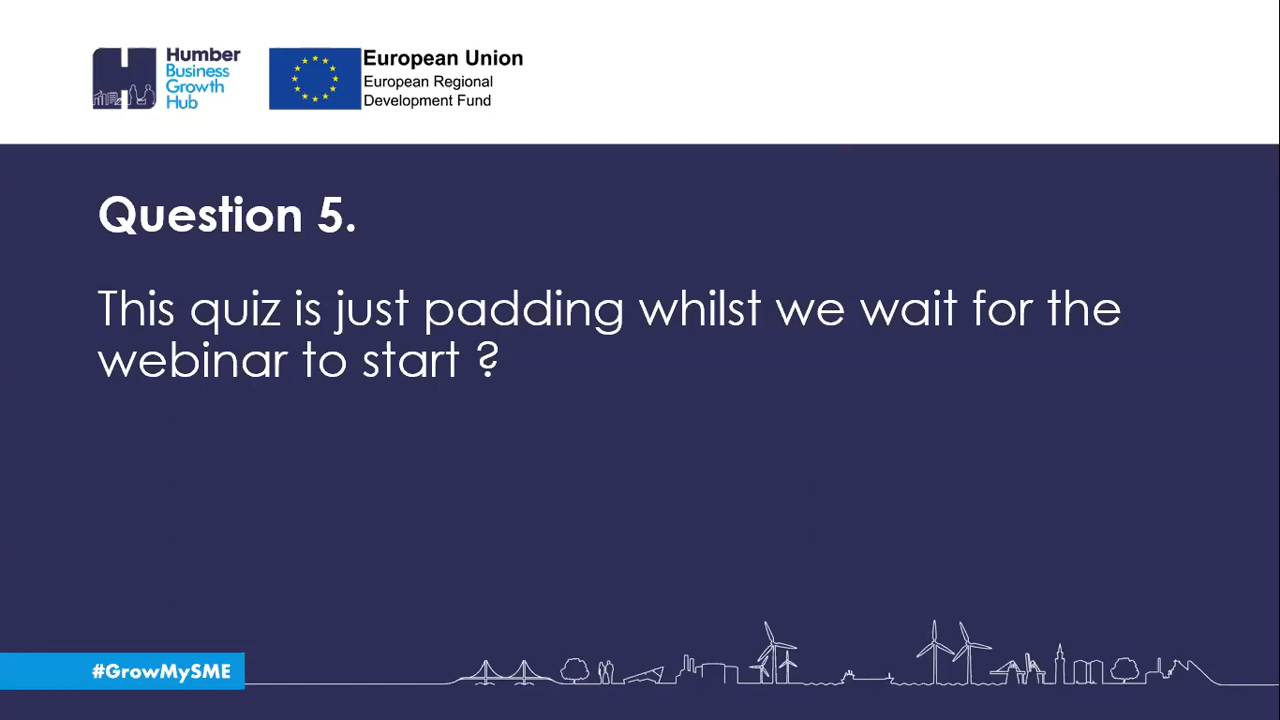 Humber
Business
Growth
Hub
European Union
European Regional
Development Fund
Question 5.
This quiz is just padding whilst we wait for the
webinar to start ?
#GrowMySME